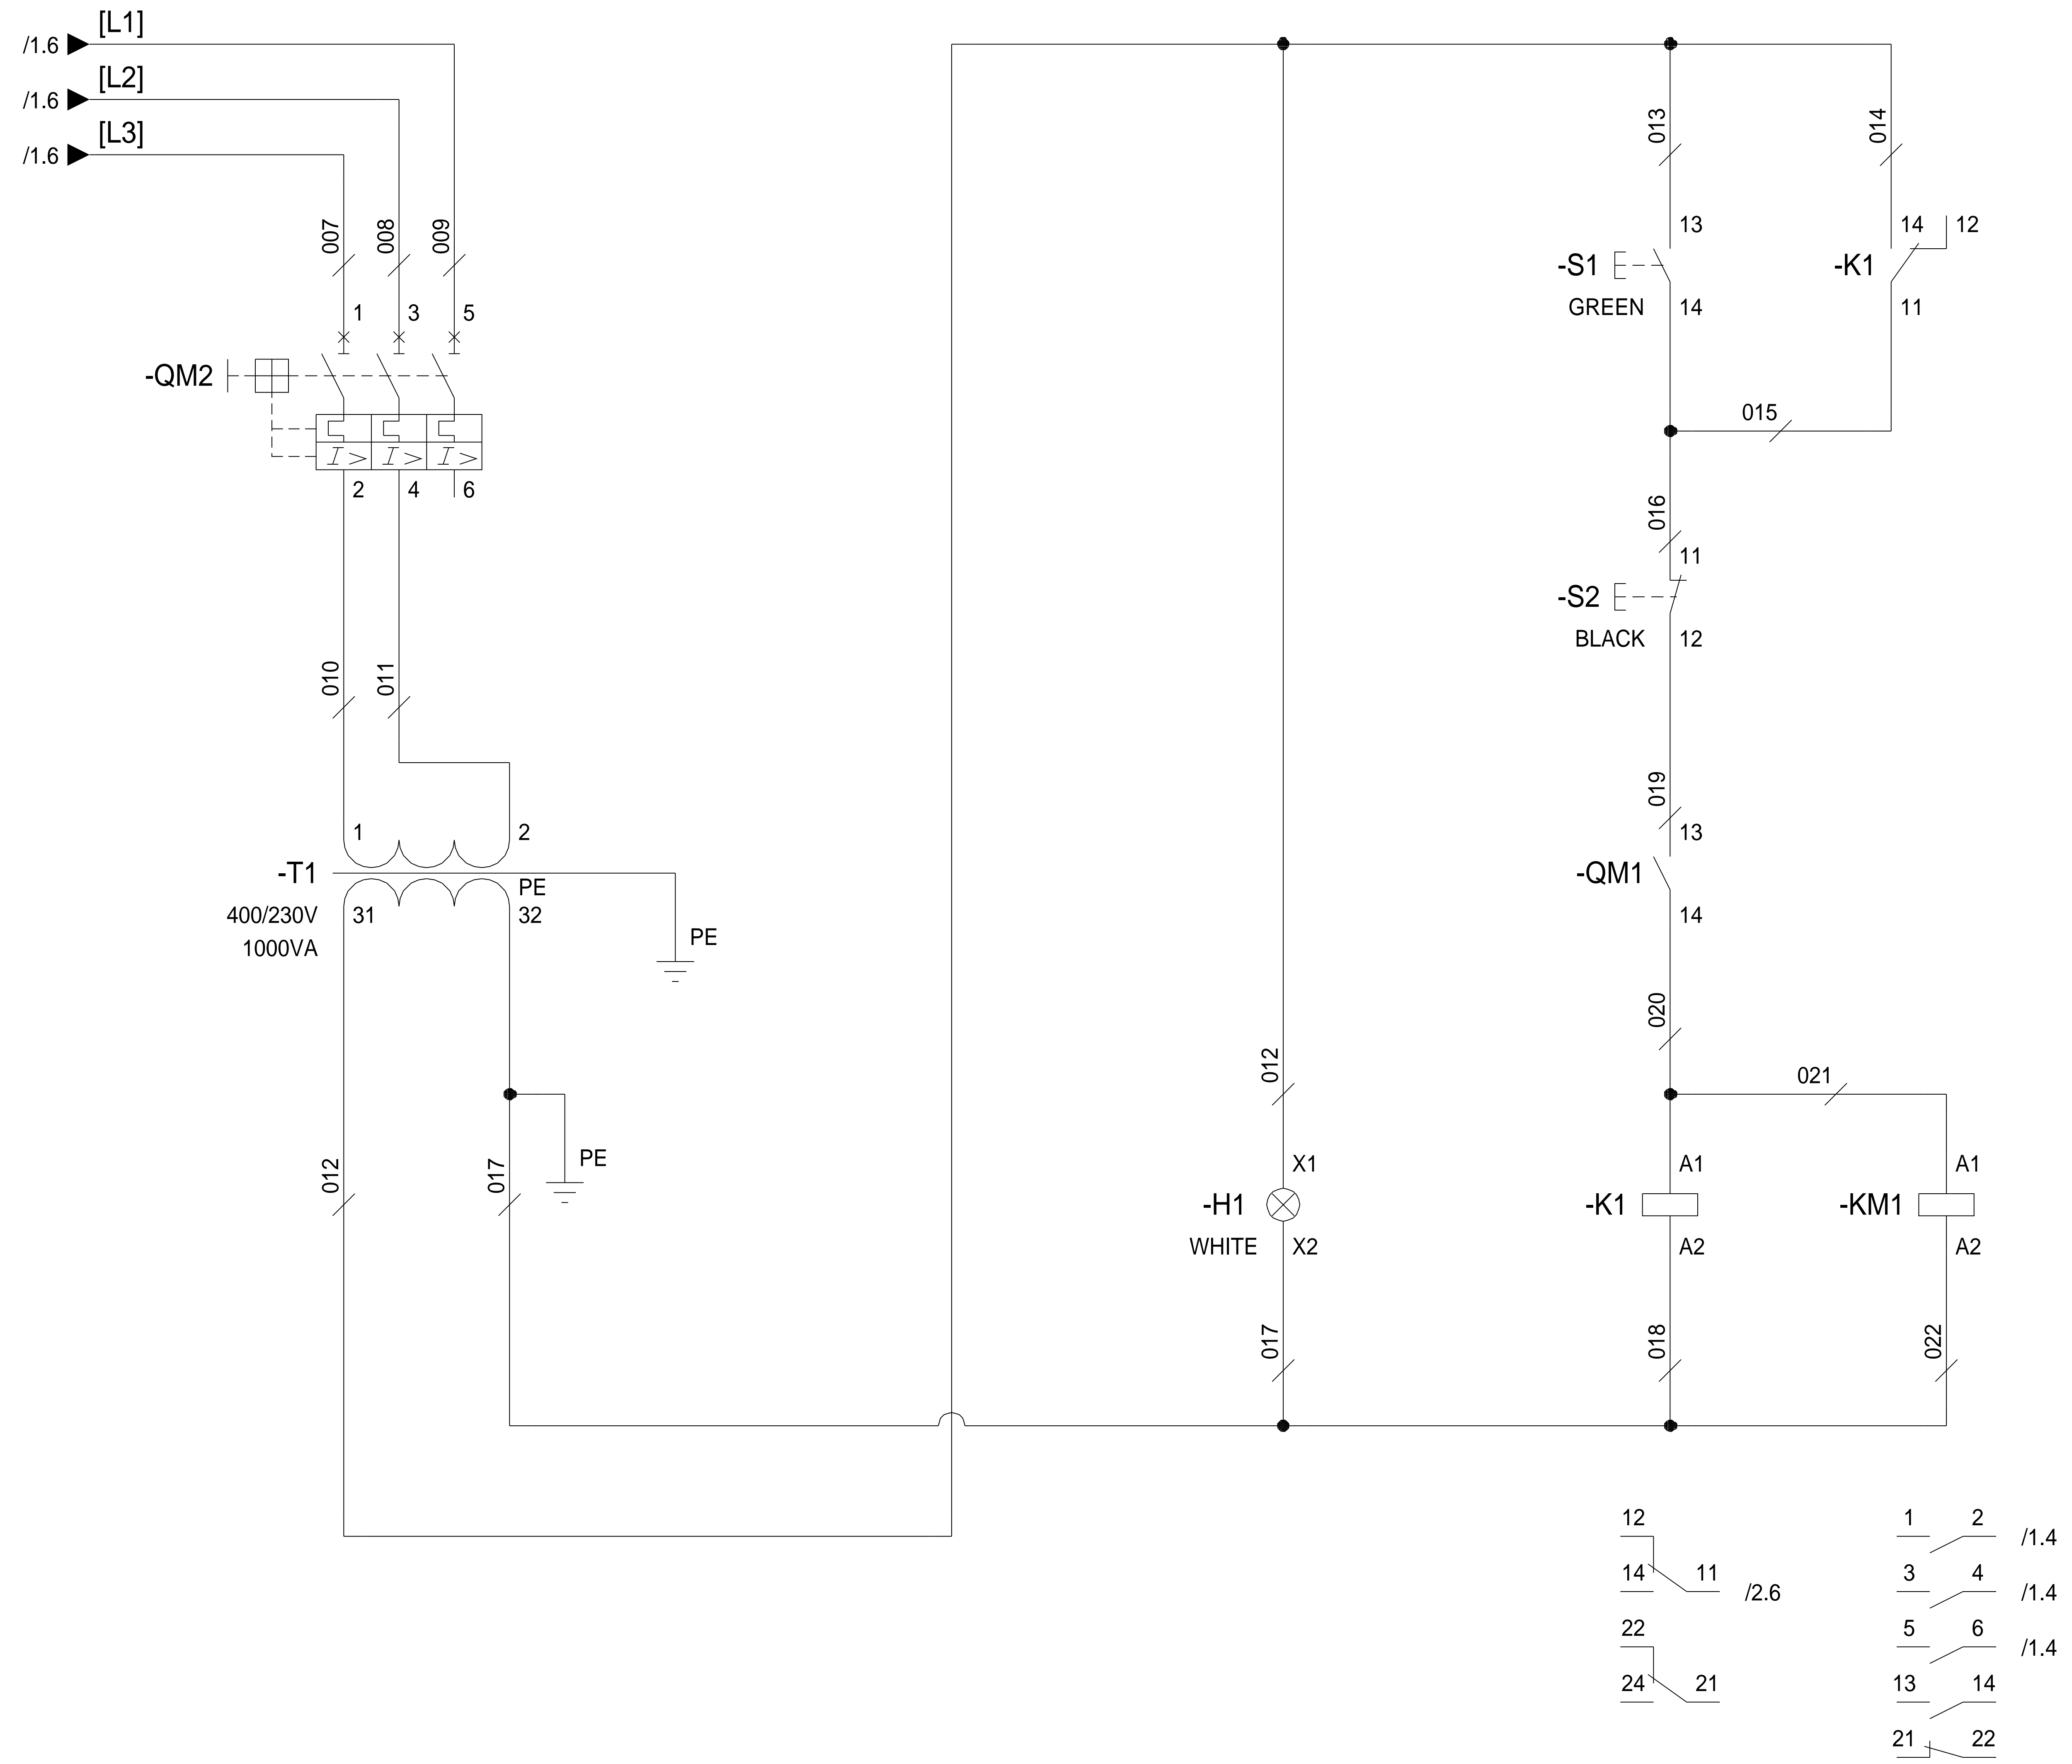 [L1]
/1.6
[L2]
/1.6
[L3]
/1.6
013
014
007
008
009
13
14
12
-S1
-K1
GREEN
14
11
1
3
5
-QM2
I>
I>
I>
2
4
6
015
016
11
-S2
BLACK
12
010
011
019
1
2
13
-T1
PE
-QM1
400/230V
31
32
14
1000VA
PE
020
012
021
PE
012
017
X1
A1
A1
-H1
-K1
-KM1
WHITE
X2
A2
A2
017
018
022
12
14
11
/2.6
22
24
21
1
2
/1.4
3
4
/1.4
5
6
/1.4
13
14
21
22